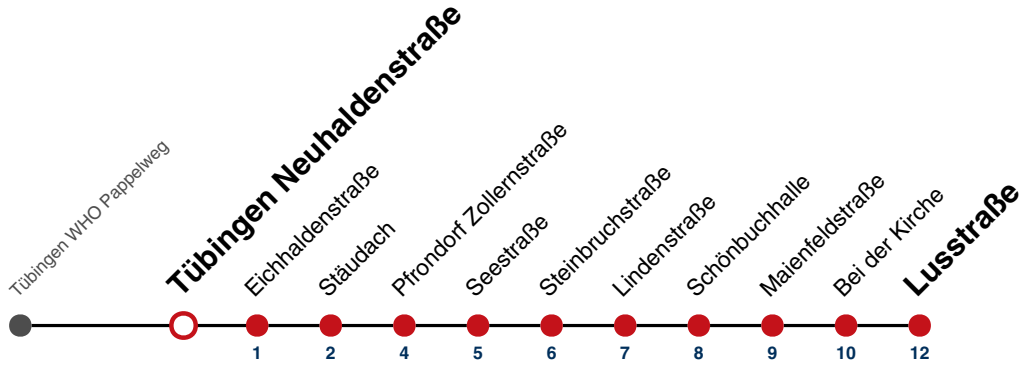 Tübingen WHO Pappelweg
Tübingen Neuhaldenstraße
Eichhaldenstraße
Stäudach
Pfrondorf Zollernstraße
Seestraße
Steinbruchstraße
Lindenstraße
Schönbuchhalle
Maienfeldstraße
Bei der Kirche
Lusstraße
1 2 4 5 6 7 8 9 10 12